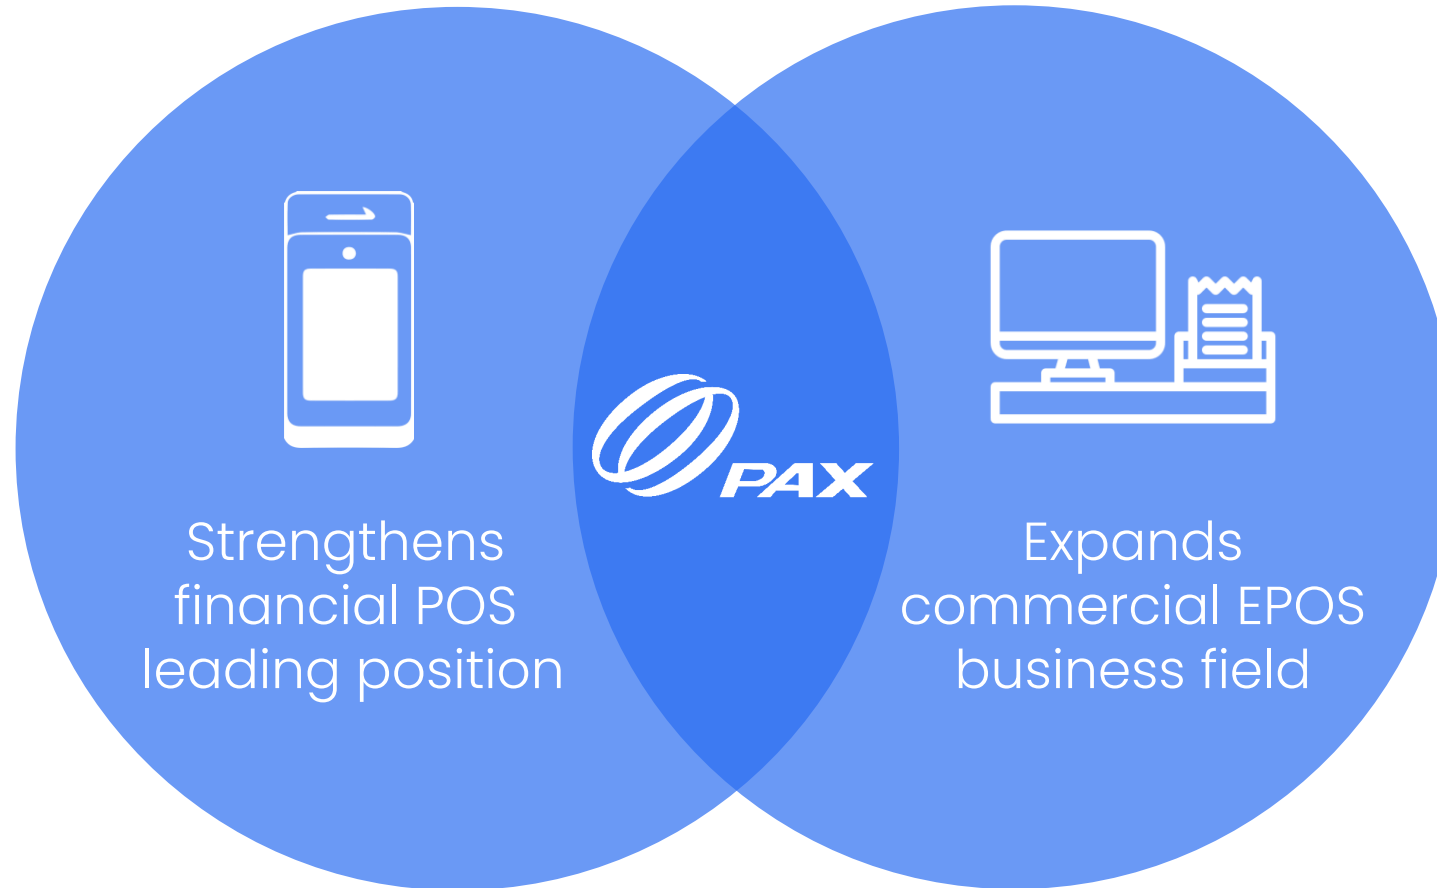 PAX
Strengthens
financial POS
leading position
Expands
commercial EPOS
business field